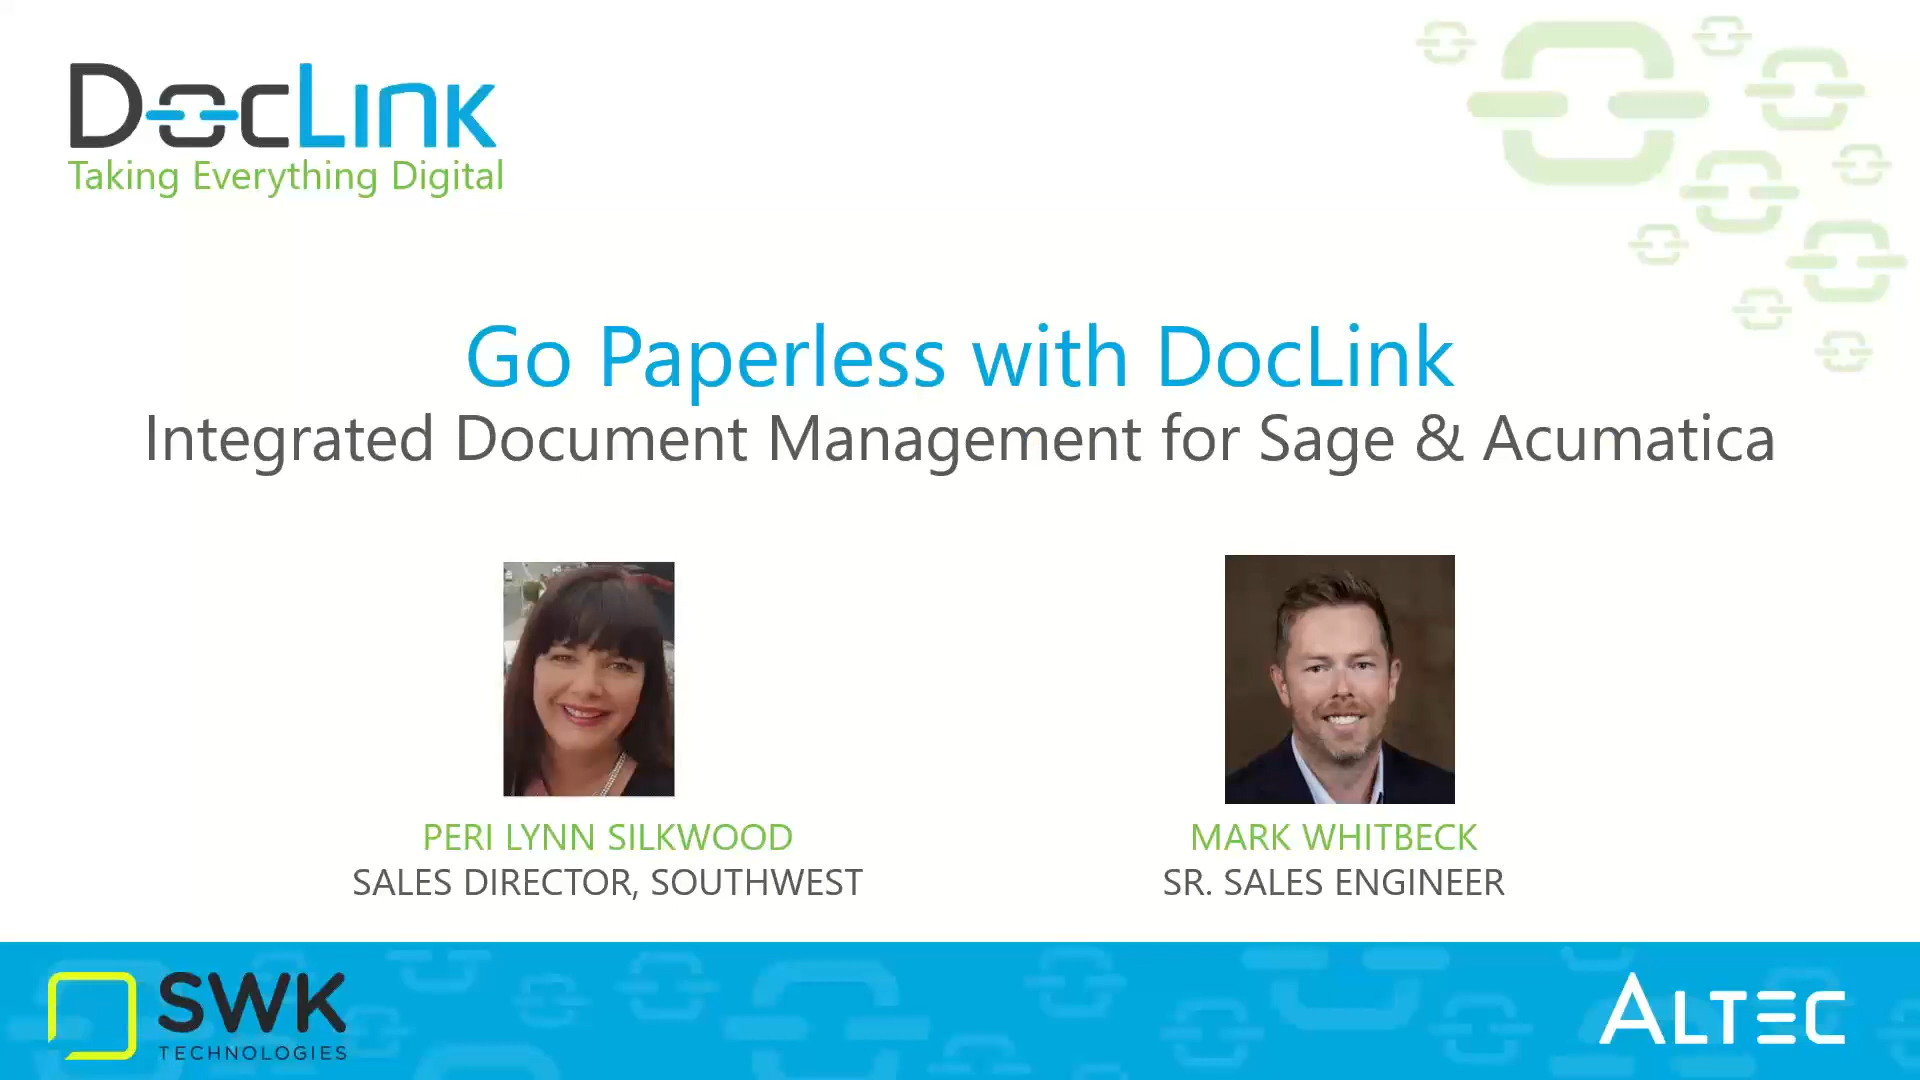 DocLink
Taking Everything Digital
Go Paperless with DocLink
Integrated Document Management for Sage & Acumatica
PERI LYNN SILKWOOD
SALES DIRECTOR, SOUTHWEST
MARK WHITBECK
SR. SALES ENGINEER
SWK
TECHNOLOGIES
ALTEC